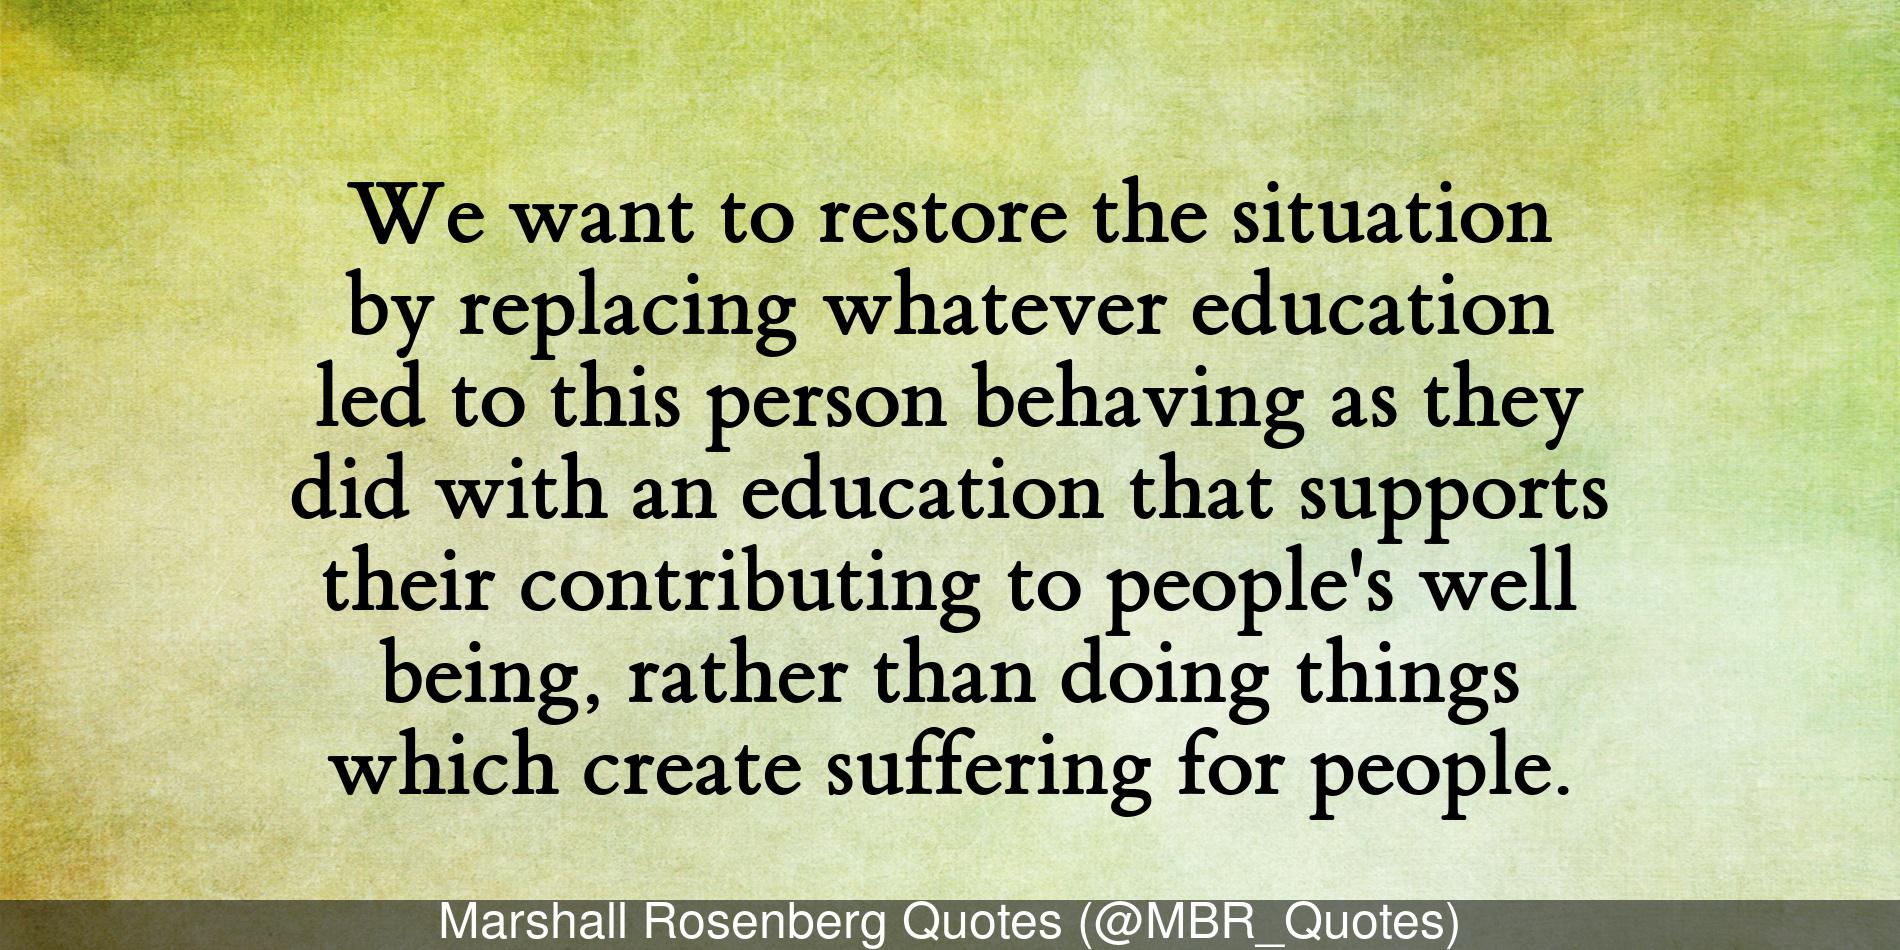 We want to restore the situation
by replacing whatever education
led to this person behaving as they
did with an education that supports
their contributing to people's well
being, rather than doing things
which create suffering for people.
Marshall Rosenberg Quotes (@MBR_Quotes)